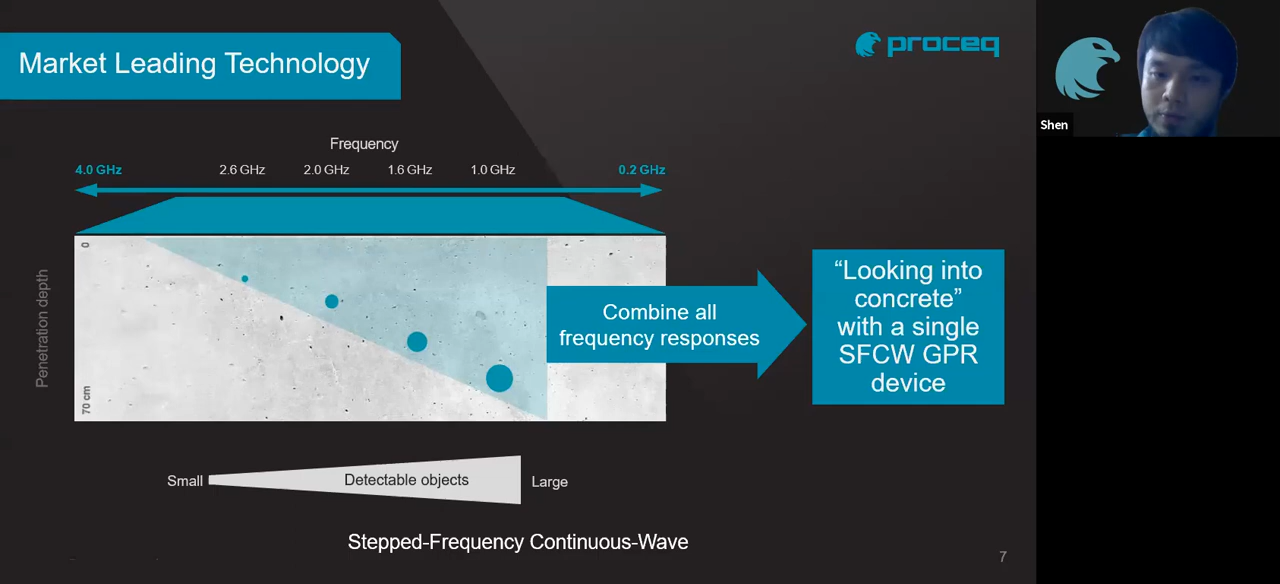 Market Leading Technology
proceq
Shen
Frequency
4.0 GHz 2.6 GHz 2.0 GHz 1.6 GHz 1.0 GHz 0.2 GHz
0
Penetration depth
70 cm
Combine all
frequency responses
“Looking into
concrete”
with a single
SFCW GPR
device
Small
Detectable objects
Large
Stepped-Frequency Continuous-Wave
7